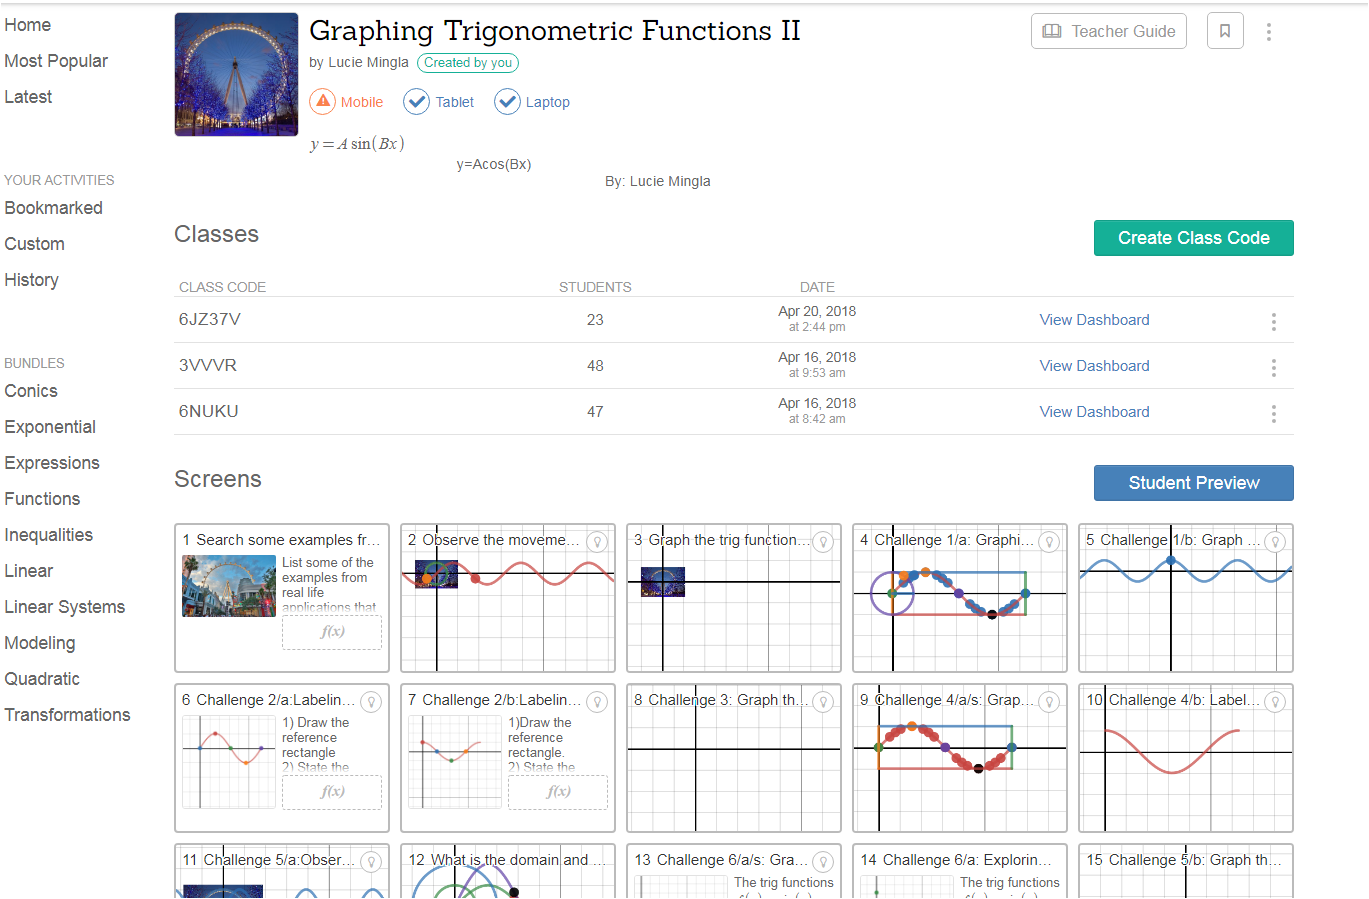 Home
Most Popular
Latest
YOUR ACTIVITIES
Bookmarked
Custom
History
BUNDLES
Conics
Exponential
Expressions
Functions
Inequalities
Linear
Linear Systems
Modeling
Quadratic
Transformations
Graphing Trigonometric Functions II
by Lucie Mingla Created by you
Mobile Tablet Laptop
y = A sin(Bx)
y=Acos(Bx)
By: Lucie Mingla
Teacher Guide
Classes
Create Class Code
CLASS CODE STUDENTS DATE
6JZ37V 23 Apr 20, 2018 at 2:44 pm View Dashboard
3VVVR 48 Apr 16, 2018 at 9:53 am View Dashboard
6NUKU 47 Apr 16, 2018 at 8:42 am View Dashboard
Screens
Student Preview
1 Search some examples fr...
List some of the
examples from
real life
applications that
f(x)
2 Observe the moveme...
3 Graph the trig function...
4 Challenge 1/a: Graphi...
5 Challenge 1/b: Graph ...
6 Challenge 2/a:Labelin...
1) Draw the
reference
rectangle
2) State the
f(x)
7 Challenge 2/b:Labelin...
1)Draw the
reference
rectangle.
2) State the
f(x)
8 Challenge 3: Graph th...
9 Challenge 4/a/s: Grap...
10 Challenge 4/b: Label...
11 Challenge 5/a:Obser...
12 What is the domain and ...
13 Challenge 6/a/s: Gra...
The trig functions
14 Challenge 6/a: Explorin...
The trig functions
15 Challenge 5/b: Graph th...